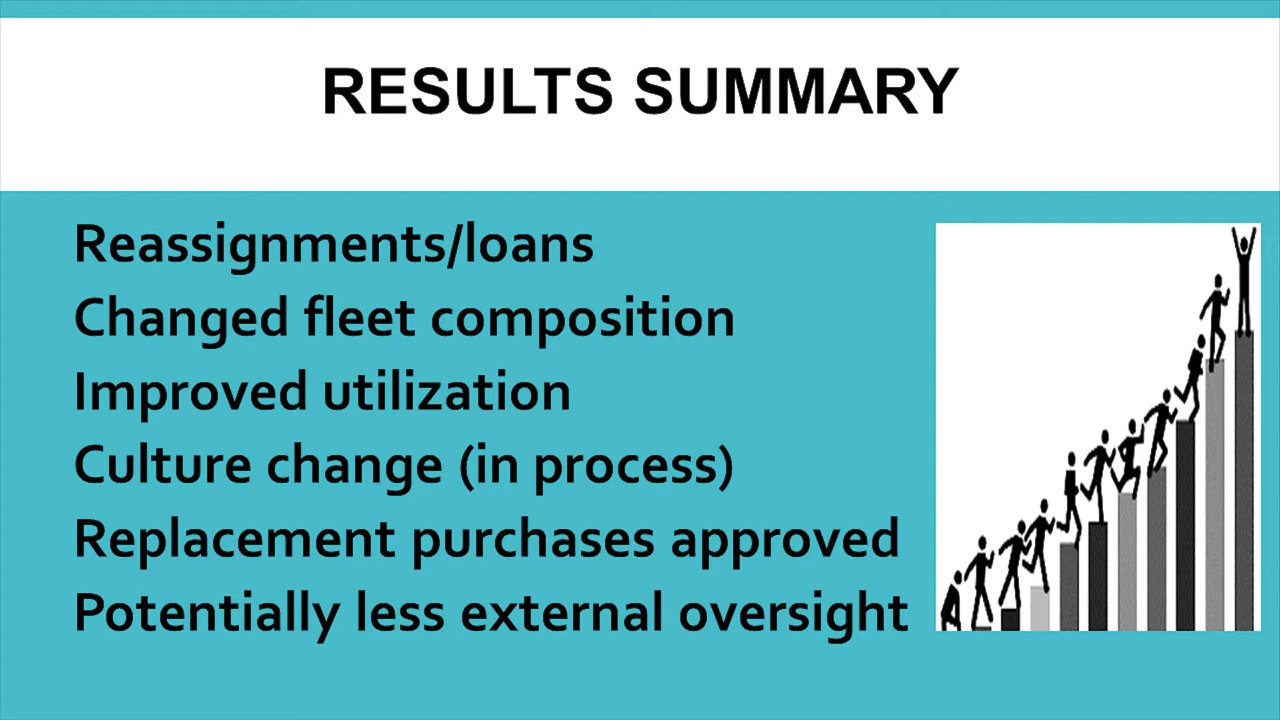 RESULTS SUMMARY
Reassignments/loans
Changed fleet composition
Improved utilization
Culture change (in process)
Replacement purchases approved
Potentially less external oversight